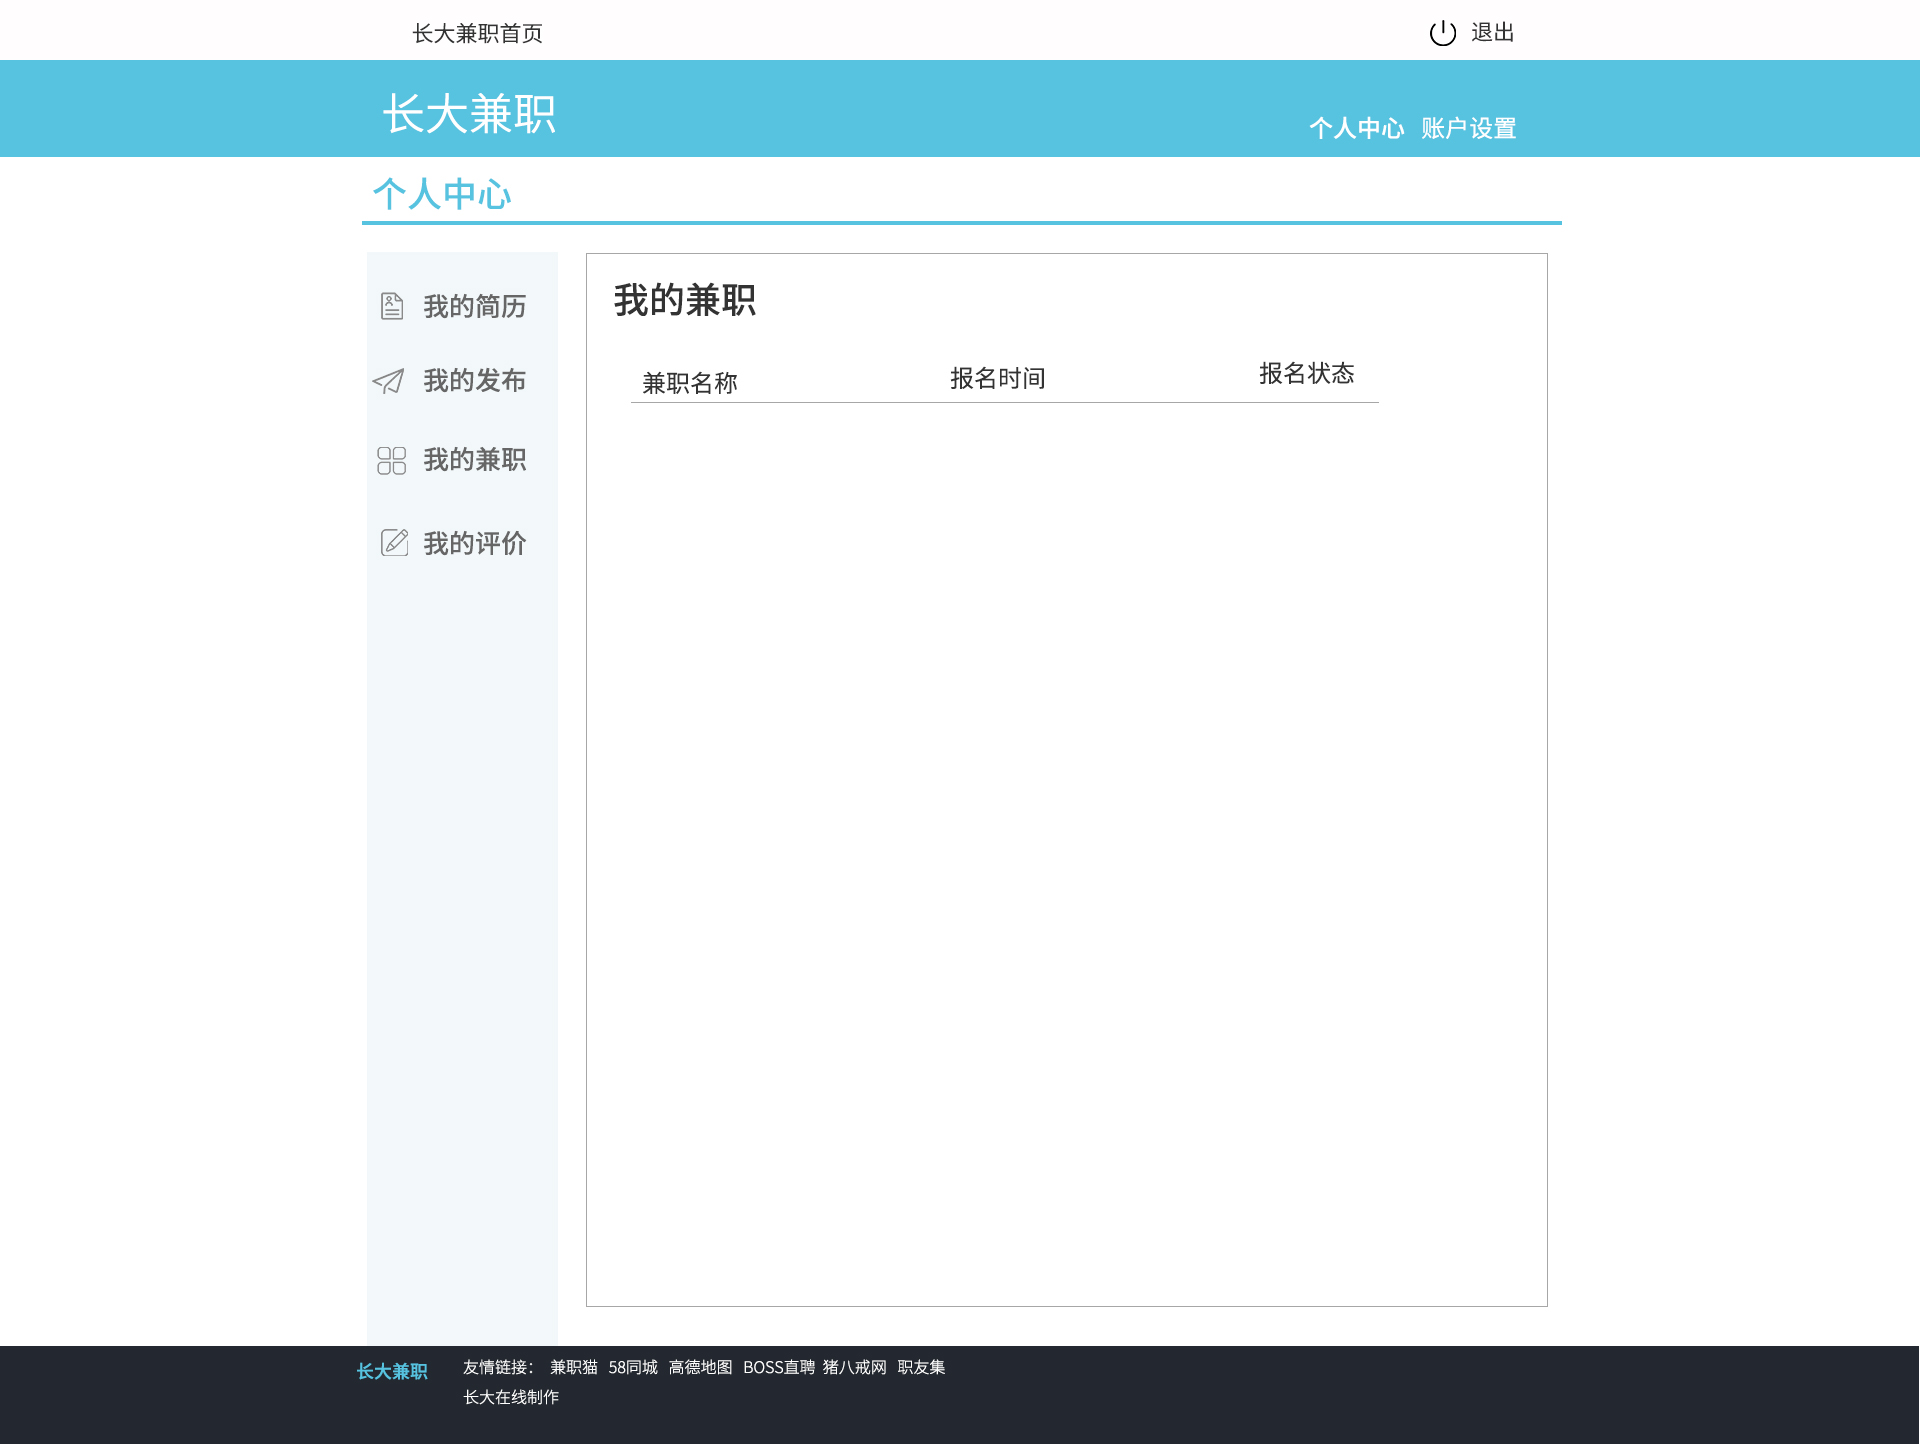 长大兼职首页 退出
长大兼职
个人中心 账户设置
个人中心
我的简历
我的发布
我的兼职
我的评价
我的兼职
兼职名称 报名时间 报名状态
长大兼职
友情链接： 兼职猫 58同城 高德地图 BOSS直聘 猪八戒网 职友集
长大在线制作